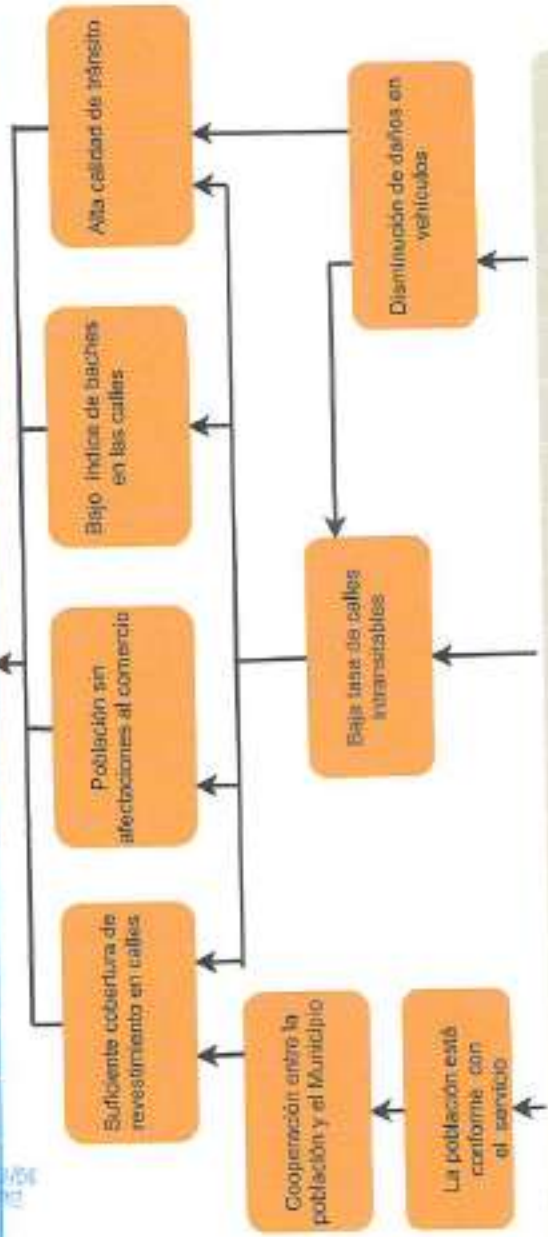 Suficiente cobertura de
revestimiento en calles
Población sin
afectaciones al comercio
Bajo índice de baches
en las calles
Alta calidad de tránsito
Cooperación entre la
población y el Municipio
Baja tasa de calles
intransitables
Disminución de daños en
vehículos
La población está
conforme con
el servicio